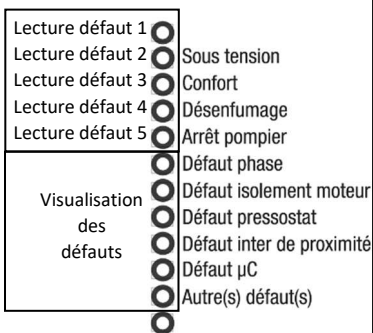 Lecture défaut 1
Lecture défaut 2
Lecture défaut 3
Lecture défaut 4
Lecture défaut 5
Sous tension
Confort
Désenfumage
Arrêt pompier
Défaut phase
Défaut isolement moteur
Défaut pressostat
Défaut inter de proximité
Défaut µC
Autre(s) défaut(s)
Visualisation
des
défauts